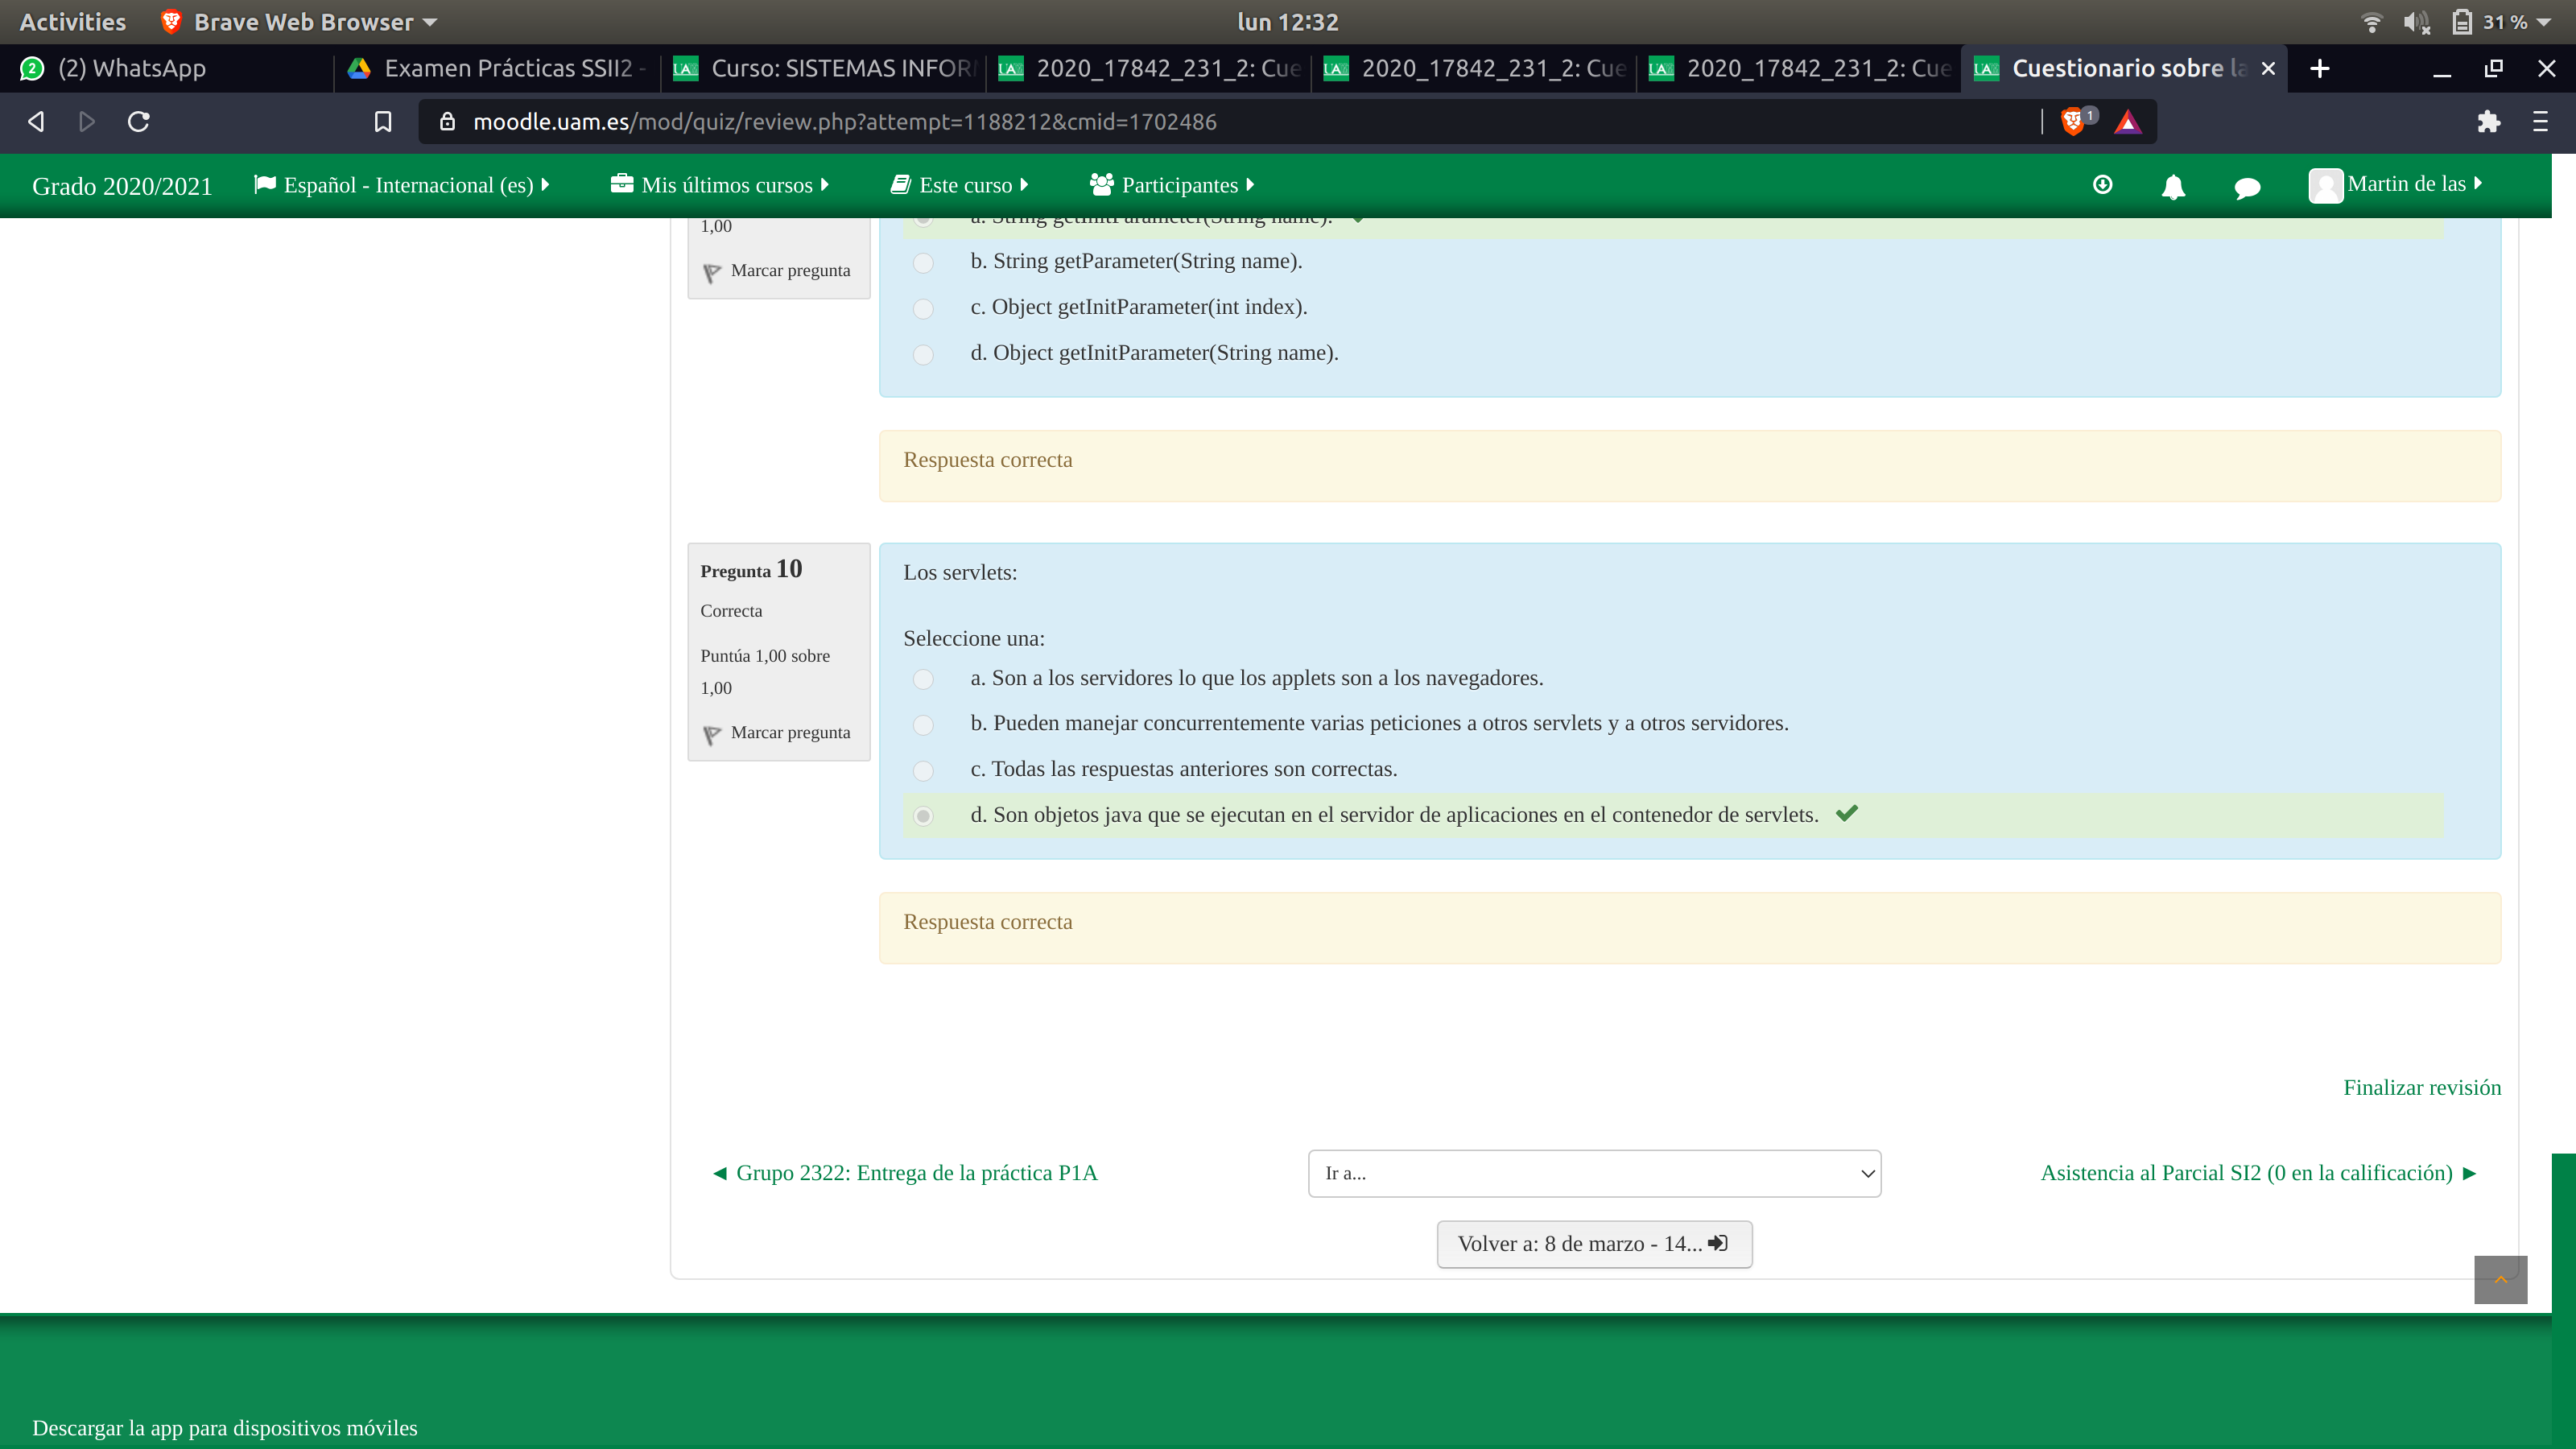 Activities
Brave Web Browser
lun 12:32
31 %
2
(2) WhatsApp
Examen Prácticas SSII2 -
Curso: SISTEMAS INFOR
2020_17842_231_2: Cue
2020_17842_231_2: Cue
2020_17842_231_2: Cue
Cuestionario sobre la
moodle.uam.es/mod/quiz/review.php?attempt=1188212&cmid=1702486
1
Grado 2020/2021
Español - Internacional (es)
Mis últimos cursos
Este curso
Participantes
Martin de las
1,00
Marcar pregunta
a. String getInitParameter(String name).
b. String getParameter(String name).
c. Object getInitParameter(int index).
d. Object getInitParameter(String name).
Respuesta correcta
Pregunta 10
Correcta
Puntúa 1,00 sobre
1,00
Marcar pregunta
Los servlets:
Seleccione una:
a. Son a los servidores lo que los applets son a los navegadores.
b. Pueden manejar concurrentemente varias peticiones a otros servlets y a otros servidores.
c. Todas las respuestas anteriores son correctas.
d. Son objetos java que se ejecutan en el servidor de aplicaciones en el contenedor de servlets.
Respuesta correcta
Finalizar revisión
◄ Grupo 2322: Entrega de la práctica P1A
Ir a...
Asistencia al Parcial SI2 (0 en la calificación) ►
Volver a: 8 de marzo - 14...
Descargar la app para dispositivos móviles